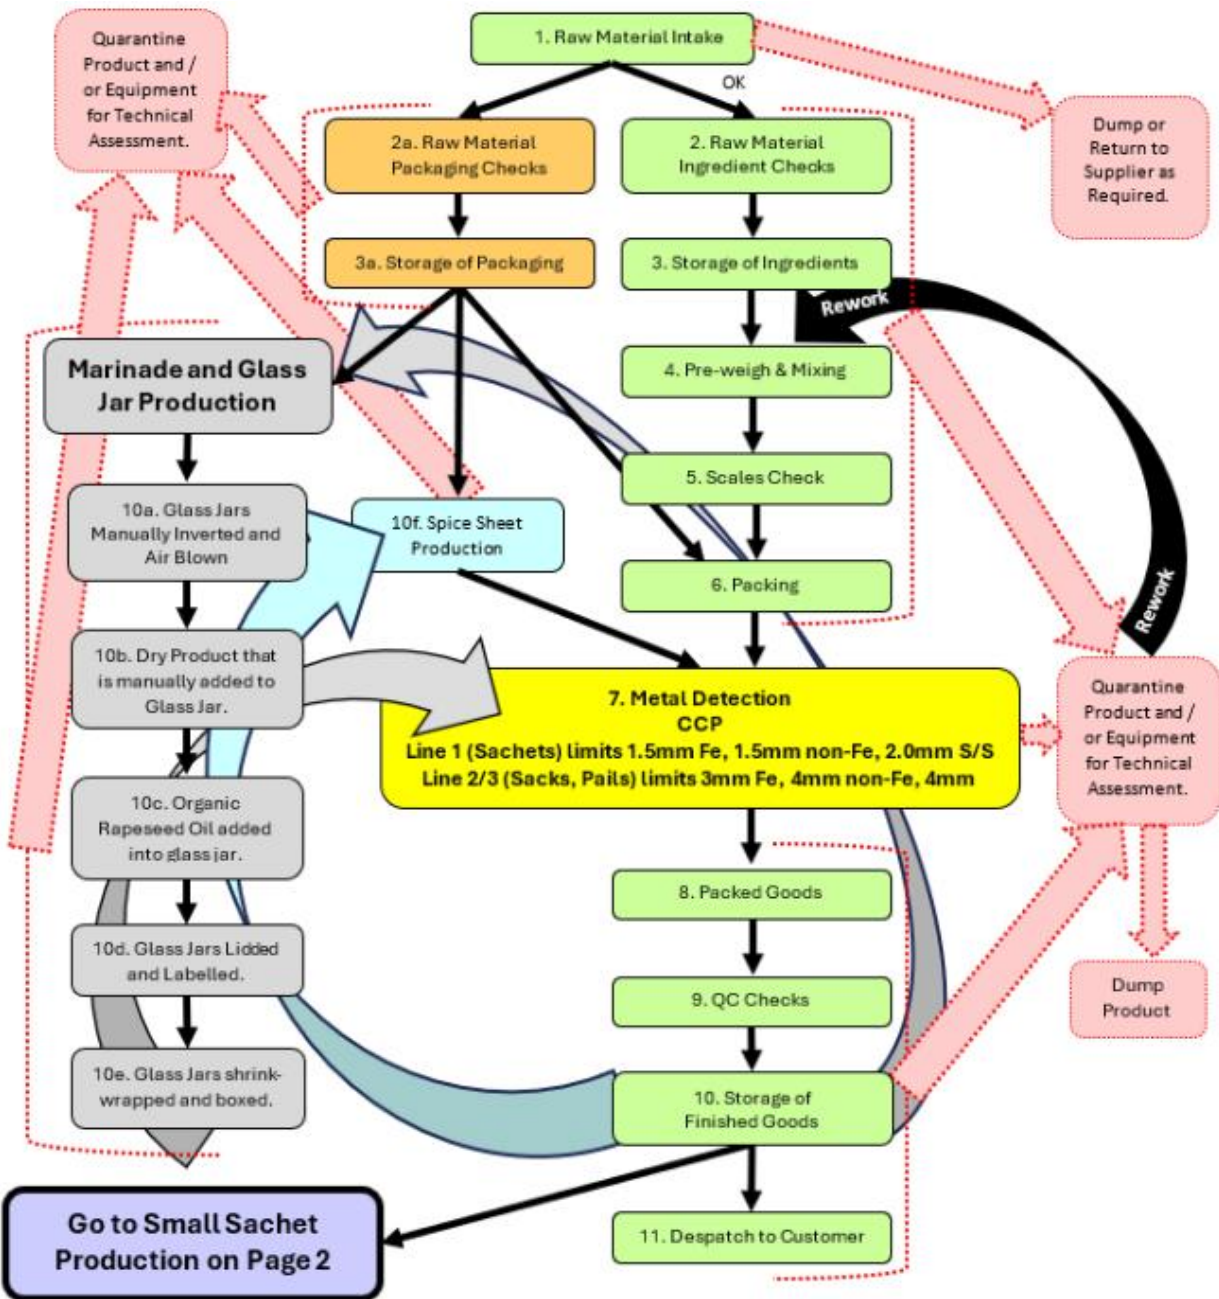 Quarantine
Product and /
or Equipment
for Technical
Assessment.
1. Raw Material Intake
OK
Dump or
Return to
Supplier as
Required.
2a. Raw Material
Packaging Checks
2. Raw Material
Ingredient Checks
3a. Storage of Packaging
3. Storage of Ingredients
Rework
Marinade and Glass
Jar Production
4. Pre-weigh & Mixing
5. Scales Check
10a. Glass Jars
Manually Inverted and
Air Blown
10f. Spice Sheet
Production
6. Packing
Rework
10b. Dry Product that
is manually added to
Glass Jar.
7. Metal Detection
CCP
Line 1 (Sachets) limits 1.5mm Fe, 1.5mm non-Fe, 2.0mm S/S
Line 2/3 (Sacks, Pails) limits 3mm Fe, 4mm non-Fe, 4mm
Quarantine
Product and /
or Equipment
for Technical
Assessment.
10c. Organic
Rapeseed Oil added
into glass jar.
8. Packed Goods
10d. Glass Jars Lidded
and Labelled.
9. QC Checks
Dump
Product
10e. Glass Jars shrink-
wrapped and boxed.
10. Storage of
Finished Goods
Go to Small Sachet
Production on Page 2
11. Despatch to Customer